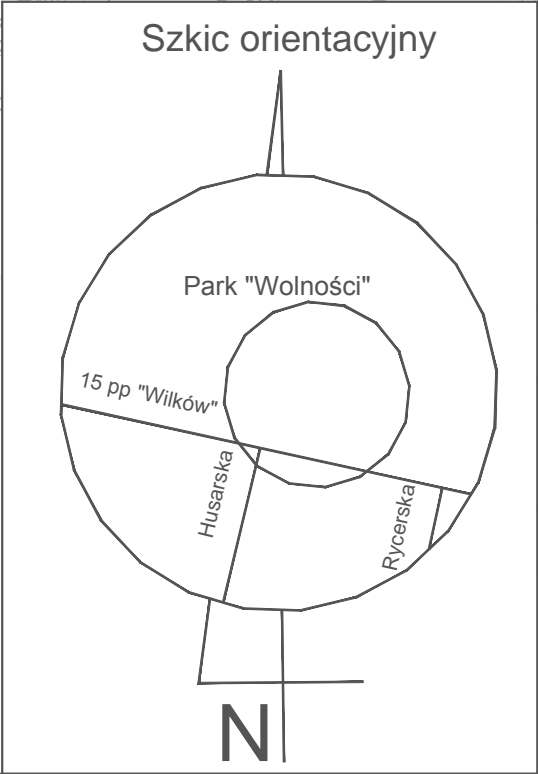 Szkic orientacyjny
Park "Wolności"
15 pp "Wilków"
Husarska
Rycerska
N